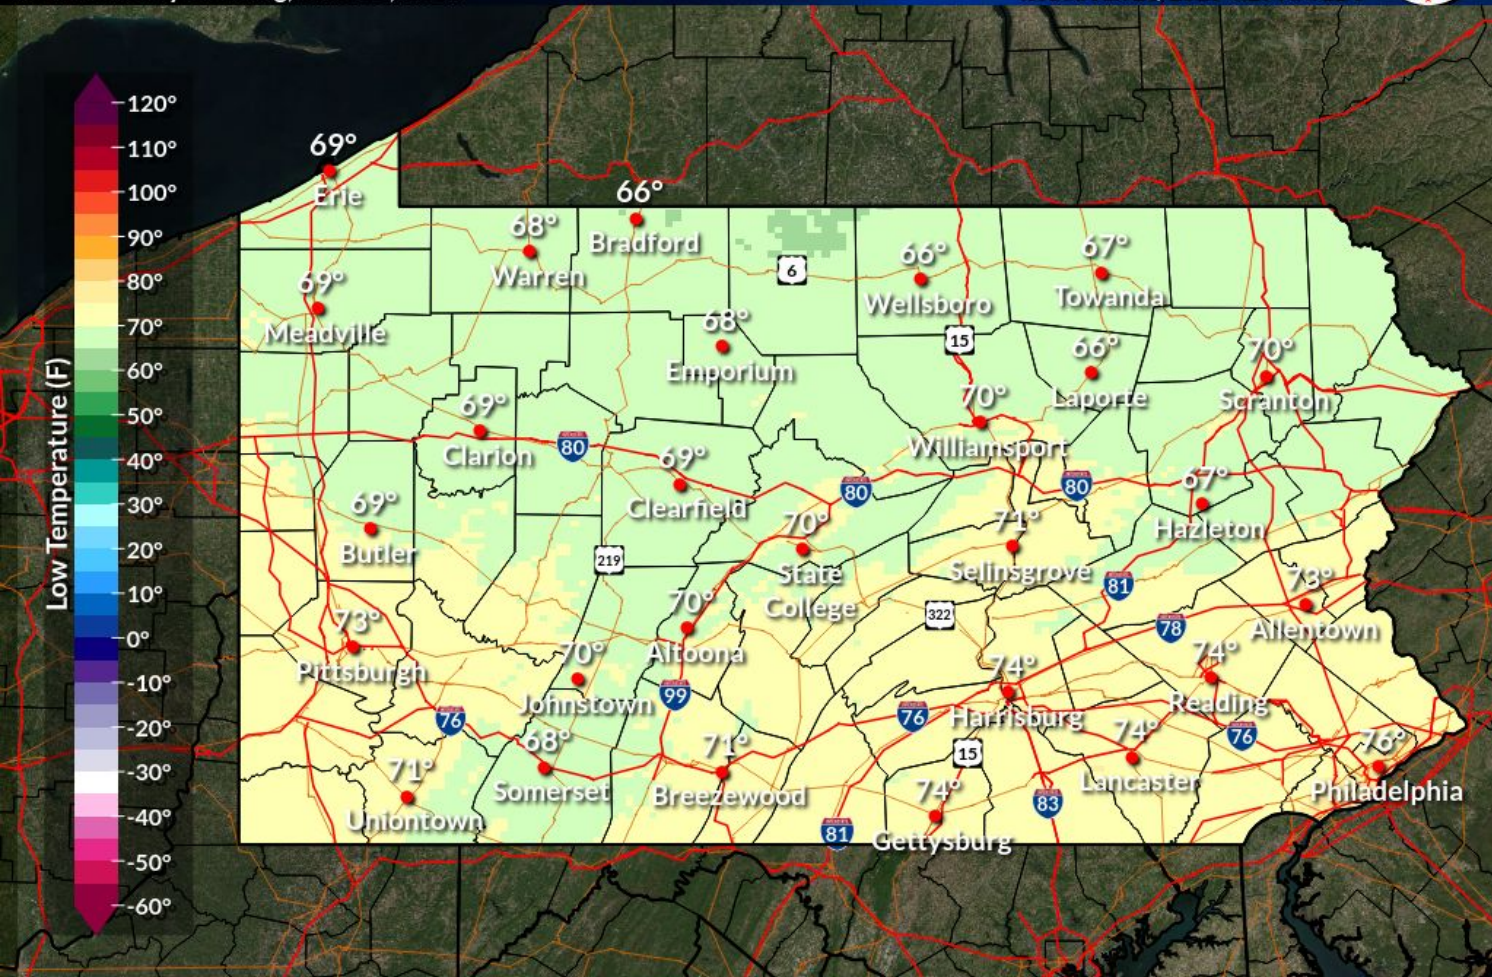 120°
110°
100°
90°
80°
70°
60°
50°
40°
30°
20°
10°
0°
-10°
-20°
-30°
-40°
-50°
-60°
Low Temperature (F)
69°
Erie
66°
Bradford
68°
Warren
66°
Wellsboro
67°
Towanda
6
69°
Meadville
68°
Emporium
15
66°
Laporte
70°
Scranton
69°
Clarion
80
70°
Williamsport
69°
Clearfield
80
80
67°
Hazleton
69°
Butler
219
70°
State
College
71°
Selinsgrove
81
73°
Allentown
73°
Pittsburgh
70°
Altoona
322
78
70°
Johnstown
99
74°
Harrisburg
74°
Reading
76
76
76
68°
Somerset
71°
Breezewood
15
74°
Lancaster
76°
Philadelphia
71°
Uniontown
74°
Gettysburg
81
83